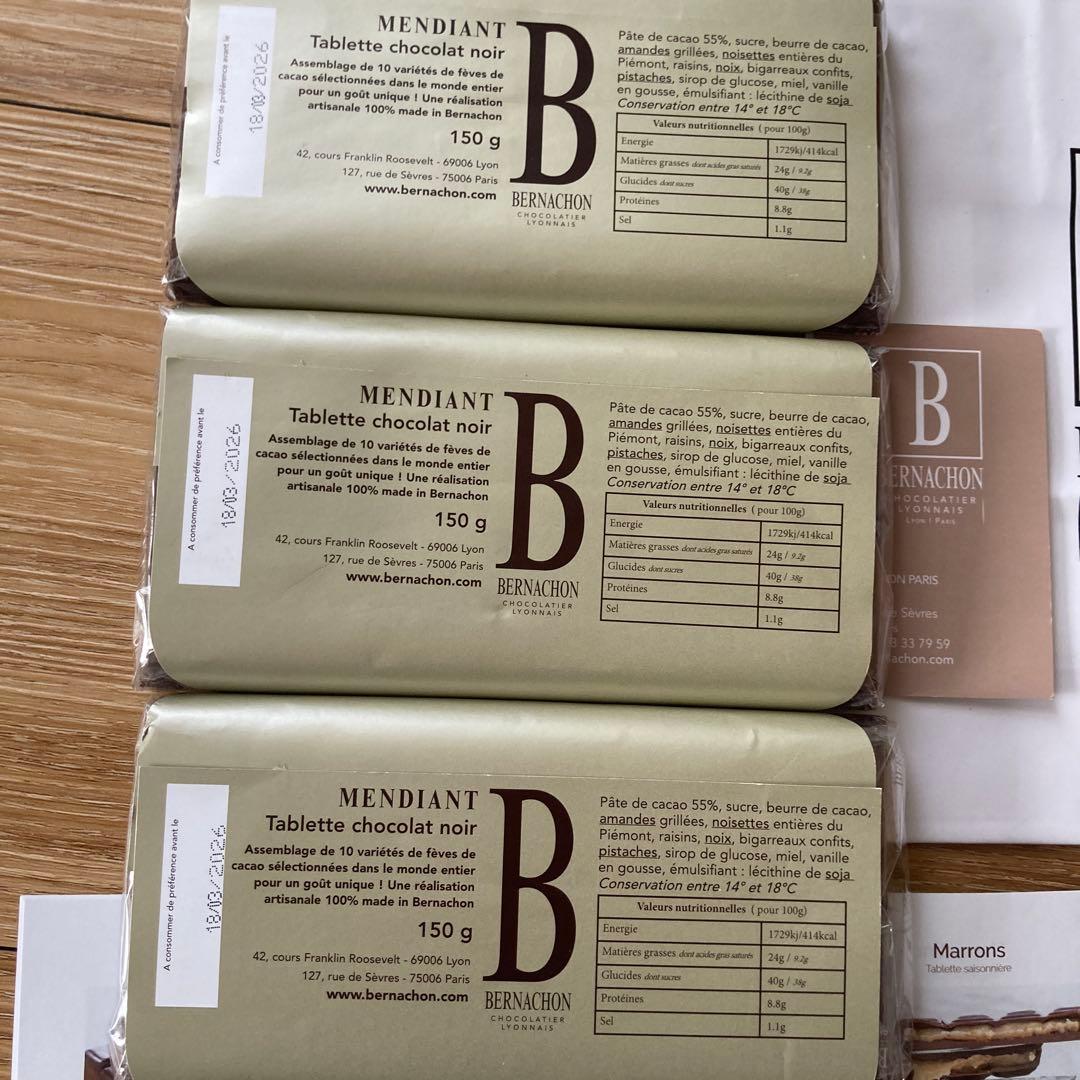 A consommer de préférence avant le
18/03/2026
MENDIANT
Tablette chocolat noir
Assemblage de 10 variétés de fèves de
cacao sélectionnées dans le monde entier
pour un goût unique ! Une réalisation
artisanale 100% made in Bernachon
150 g
42, cours Franklin Roosevelt - 69006 Lyon
127, rue de Sèvres - 75006 Paris
www.bernachon.com
B
BERNACHON
CHOCOLATIER
LYONNAIS
Pâte de cacao 55%, sucre, beurre de cacao,
amandes grillées, noisettes entières du
Piémont, raisins, noix, bigarreaux confits,
pistaches, sirop de glucose, miel, vanille
en gousse, émulsifiant : lécithine de soja
Conservation entre 14° et 18°C
Valeurs nutritionnelles ( pour 100g)
Energie 1729kj/414kcal
Matières grasses dont acides gras saturés 24g / 9.2g
Glucides dont sucres 40g / 38g
Protéines 8.8g
Sel 1.1g
A consommer de préférence avant le
18/03/2026
MENDIANT
Tablette chocolat noir
Assemblage de 10 variétés de fèves de
cacao sélectionnées dans le monde entier
pour un goût unique ! Une réalisation
artisanale 100% made in Bernachon
150 g
42, cours Franklin Roosevelt - 69006 Lyon
127, rue de Sèvres - 75006 Paris
www.bernachon.com
B
BERNACHON
CHOCOLATIER
LYONNAIS
Pâte de cacao 55%, sucre, beurre de cacao,
amandes grillées, noisettes entières du
Piémont, raisins, noix, bigarreaux confits,
pistaches, sirop de glucose, miel, vanille
en gousse, émulsifiant : lécithine de soja
Conservation entre 14° et 18°C
Valeurs nutritionnelles ( pour 100g)
Energie 1729kj/414kcal
Matières grasses dont acides gras saturés 24g / 9.2g
Glucides dont sucres 40g / 38g
Protéines 8.8g
Sel 1.1g
B
ERNACHON
HOCOLATIER
LYONNAIS
LYON | PARIS
ON PARIS
Sèvres
33 79 59
achon.com
A consommer de préférence avant le
18/03/2026
MENDIANT
Tablette chocolat noir
Assemblage de 10 variétés de fèves de
cacao sélectionnées dans le monde entier
pour un goût unique ! Une réalisation
artisanale 100% made in Bernachon
150 g
42, cours Franklin Roosevelt - 69006 Lyon
127, rue de Sèvres - 75006 Paris
www.bernachon.com
B
BERNACHON
CHOCOLATIER
LYONNAIS
Pâte de cacao 55%, sucre, beurre de cacao,
amandes grillées, noisettes entières du
Piémont, raisins, noix, bigarreaux confits,
pistaches, sirop de glucose, miel, vanille
en gousse, émulsifiant : lécithine de soja
Conservation entre 14° et 18°C
Valeurs nutritionnelles ( pour 100g)
Energie 1729kj/414kcal
Matières grasses dont acides gras saturés 24g / 9.2g
Glucides dont sucres 40g / 38g
Protéines 8.8g
Sel 1.1g
Marrons
Tablette saisonnière